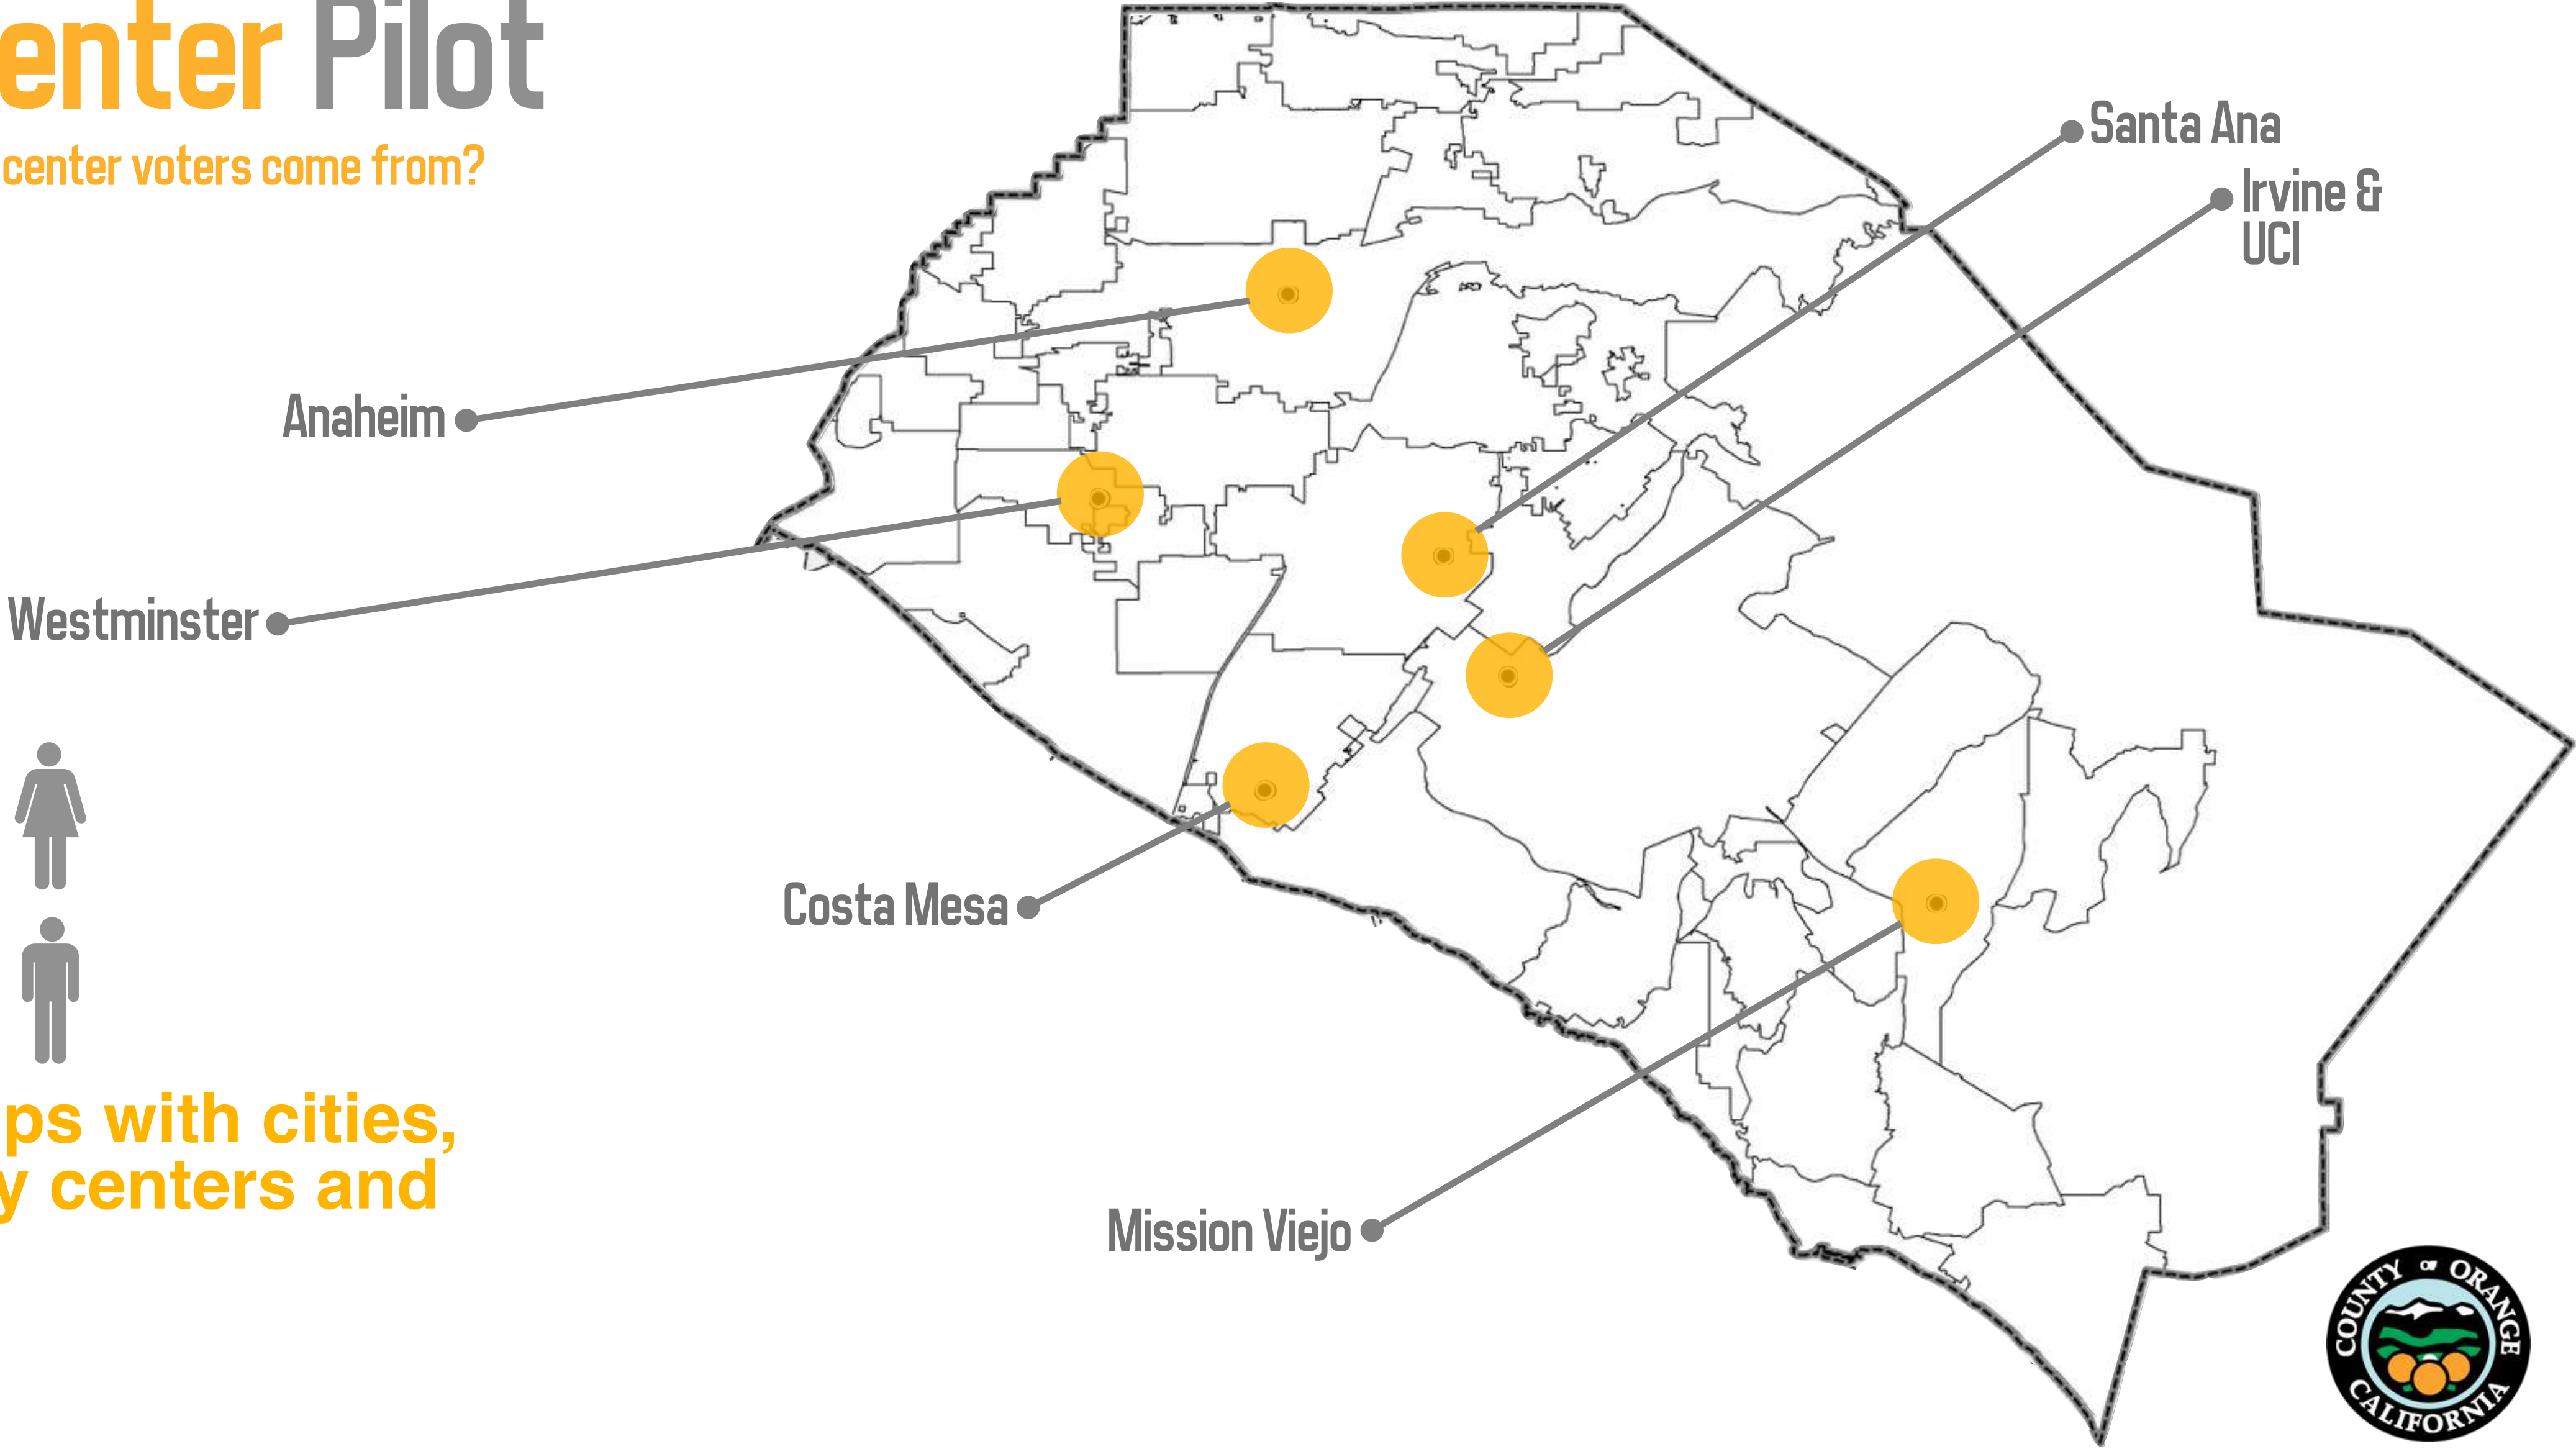 enter Pilot
center voters come from?
Santa Ana
Irvine &
UCI
Anaheim
Westminster
Costa Mesa
Mission Viejo
ps with cities,
y centers and
COUNTY OF ORANGE
CALIFORNIA